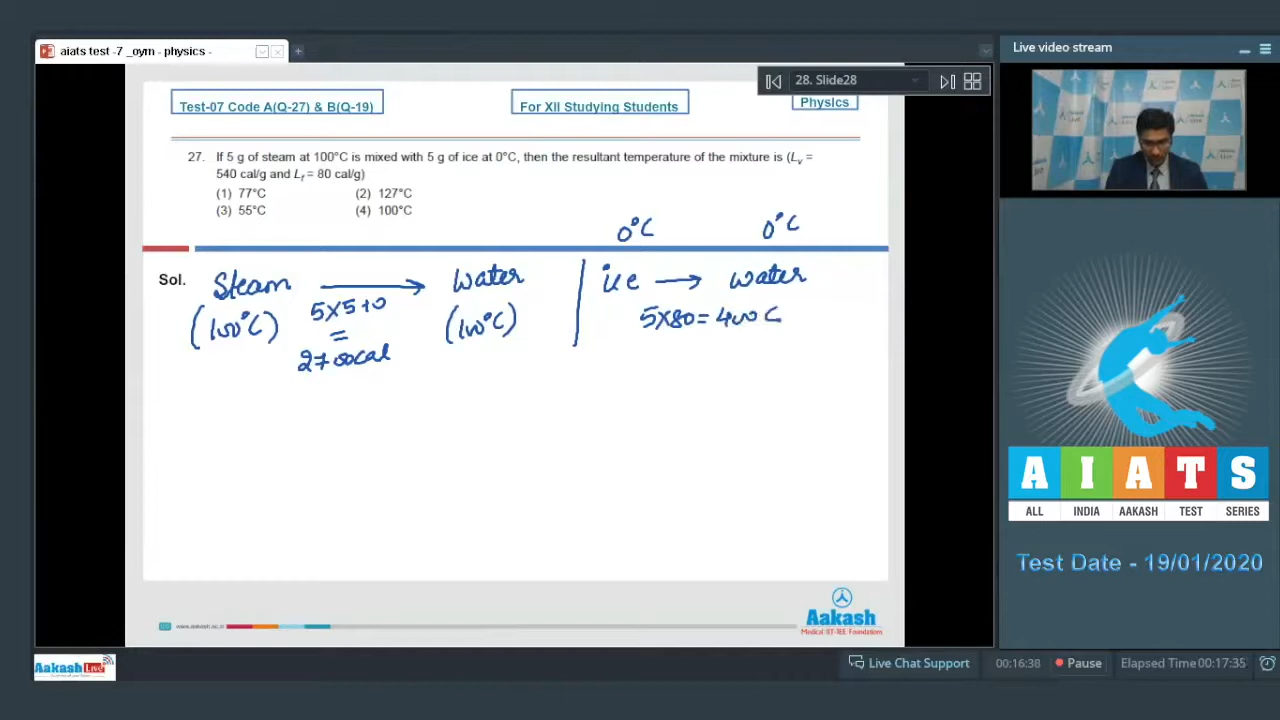 aiats test -7 _oym - physics -
Live video stream
28. Slide28
Test-07 Code A(Q-27) & B(Q-19)
For XII Studying Students
Physics
27. If 5 g of steam at 100°C is mixed with 5 g of ice at 0°C, then the resultant temperature of the mixture is (Lv =
540 cal/g and Lf = 80 cal/g)
(1) 77°C (2) 127°C
(3) 55°C (4) 100°C
0°C 0°C
Sol. Steam → water | ice → water
(100°C) 5×540 (100°C) 5×80 = 400 C
=
2700cal
A I A T S
ALL INDIA AAKASH TEST SERIES
Test Date - 19/01/2020
Aakash
Medical IIT-JEE Foundations
Aakash Live
Live Chat Support 00:16:38 Pause Elapsed Time 00:17:35